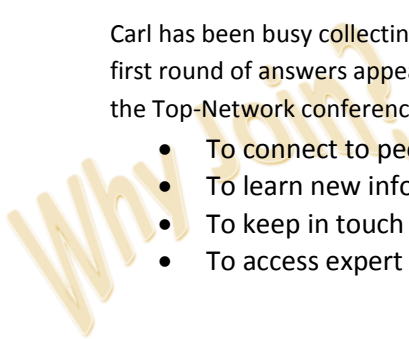 Carl has been busy collectin
first round of answers appea
the Top-Network conferenc
• To connect to pe
• To learn new info
• To keep in touch
• To access expert
Why Join?